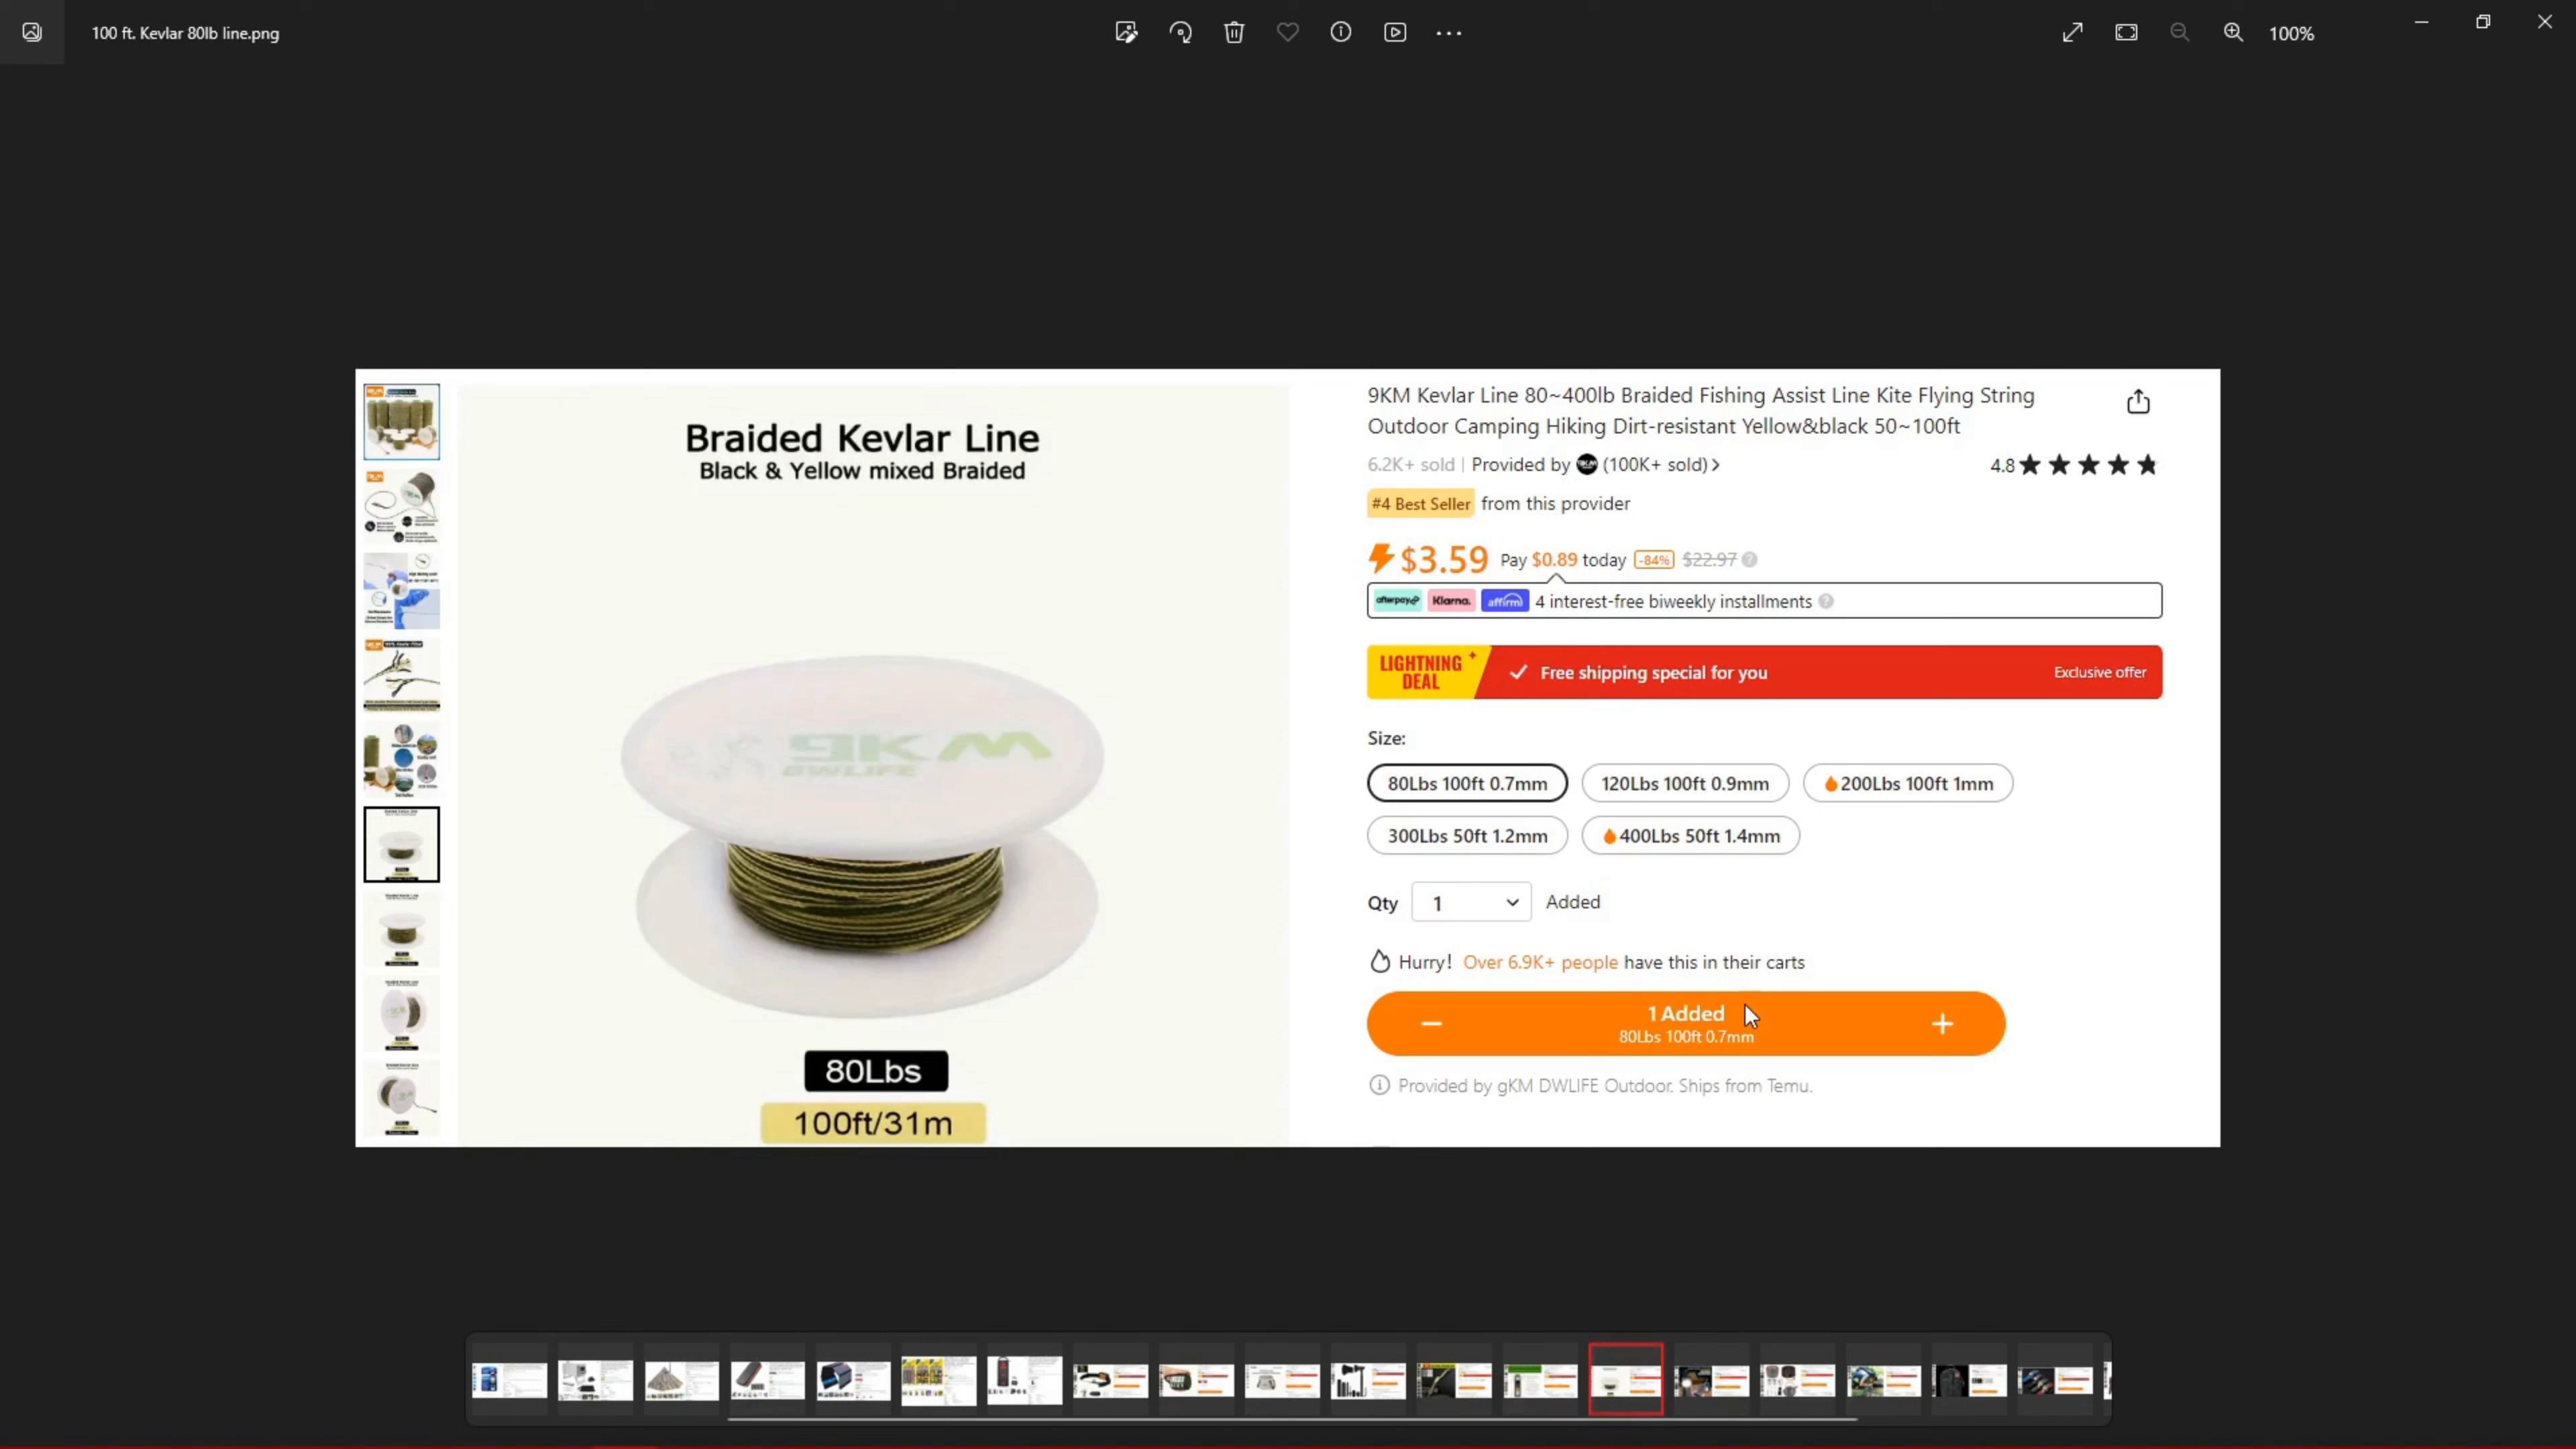 100 ft. Kevlar 80lb line.png
100%
Braided Kevlar Line
Black & Yellow mixed Braided
9KM
DWLIFE
80Lbs
100ft/31m
9KM Kevlar Line 80~400lb Braided Fishing Assist Line Kite Flying String
Outdoor Camping Hiking Dirt-resistant Yellow&black 50~100ft
6.2K+ sold | Provided by 9KM (100K+ sold) >
4.8
#4 Best Seller from this provider
$3.59 Pay $0.89 today -84% $22.97
afterpay Klarna. affirm 4 interest-free biweekly installments
LIGHTNING
DEAL
Free shipping special for you
Exclusive offer
Size:
80Lbs 100ft 0.7mm 120Lbs 100ft 0.9mm 200Lbs 100ft 1mm
300Lbs 50ft 1.2mm 400Lbs 50ft 1.4mm
Qty 1 Added
Hurry! Over 6.9K+ people have this in their carts
1 Added
80Lbs 100ft 0.7mm
Provided by gKM DWLIFE Outdoor. Ships from Temu.